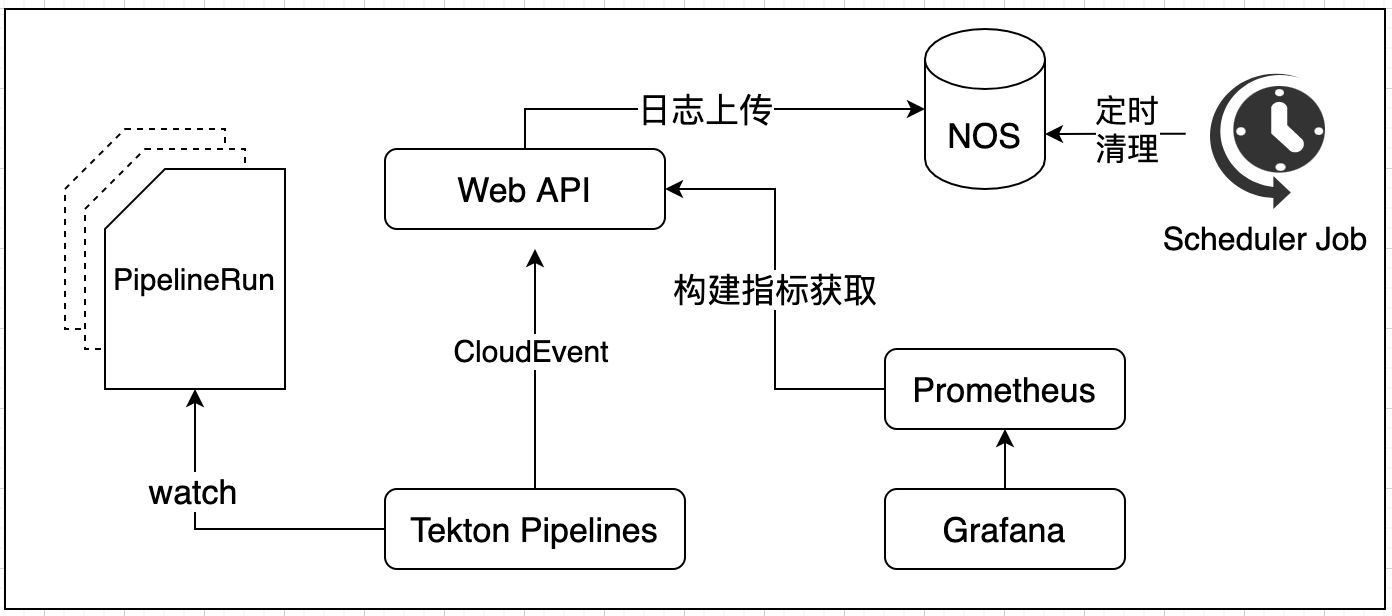 日志上传
NOS
定时
清理
Web API
Scheduler Job
PipelineRun
构建指标获取
CloudEvent
Prometheus
watch
Tekton Pipelines
Grafana